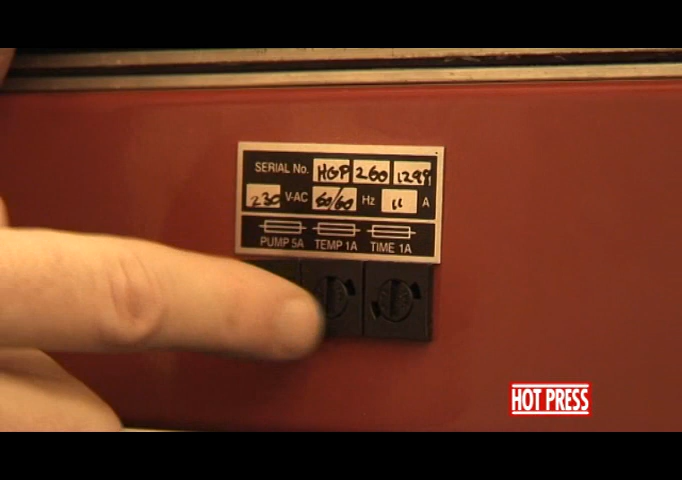 SERIAL No. HGP 260 1299
230 V-AC 50/60 Hz 11 A
PUMP 5A TEMP 1A TIME 1A
HOT PRESS